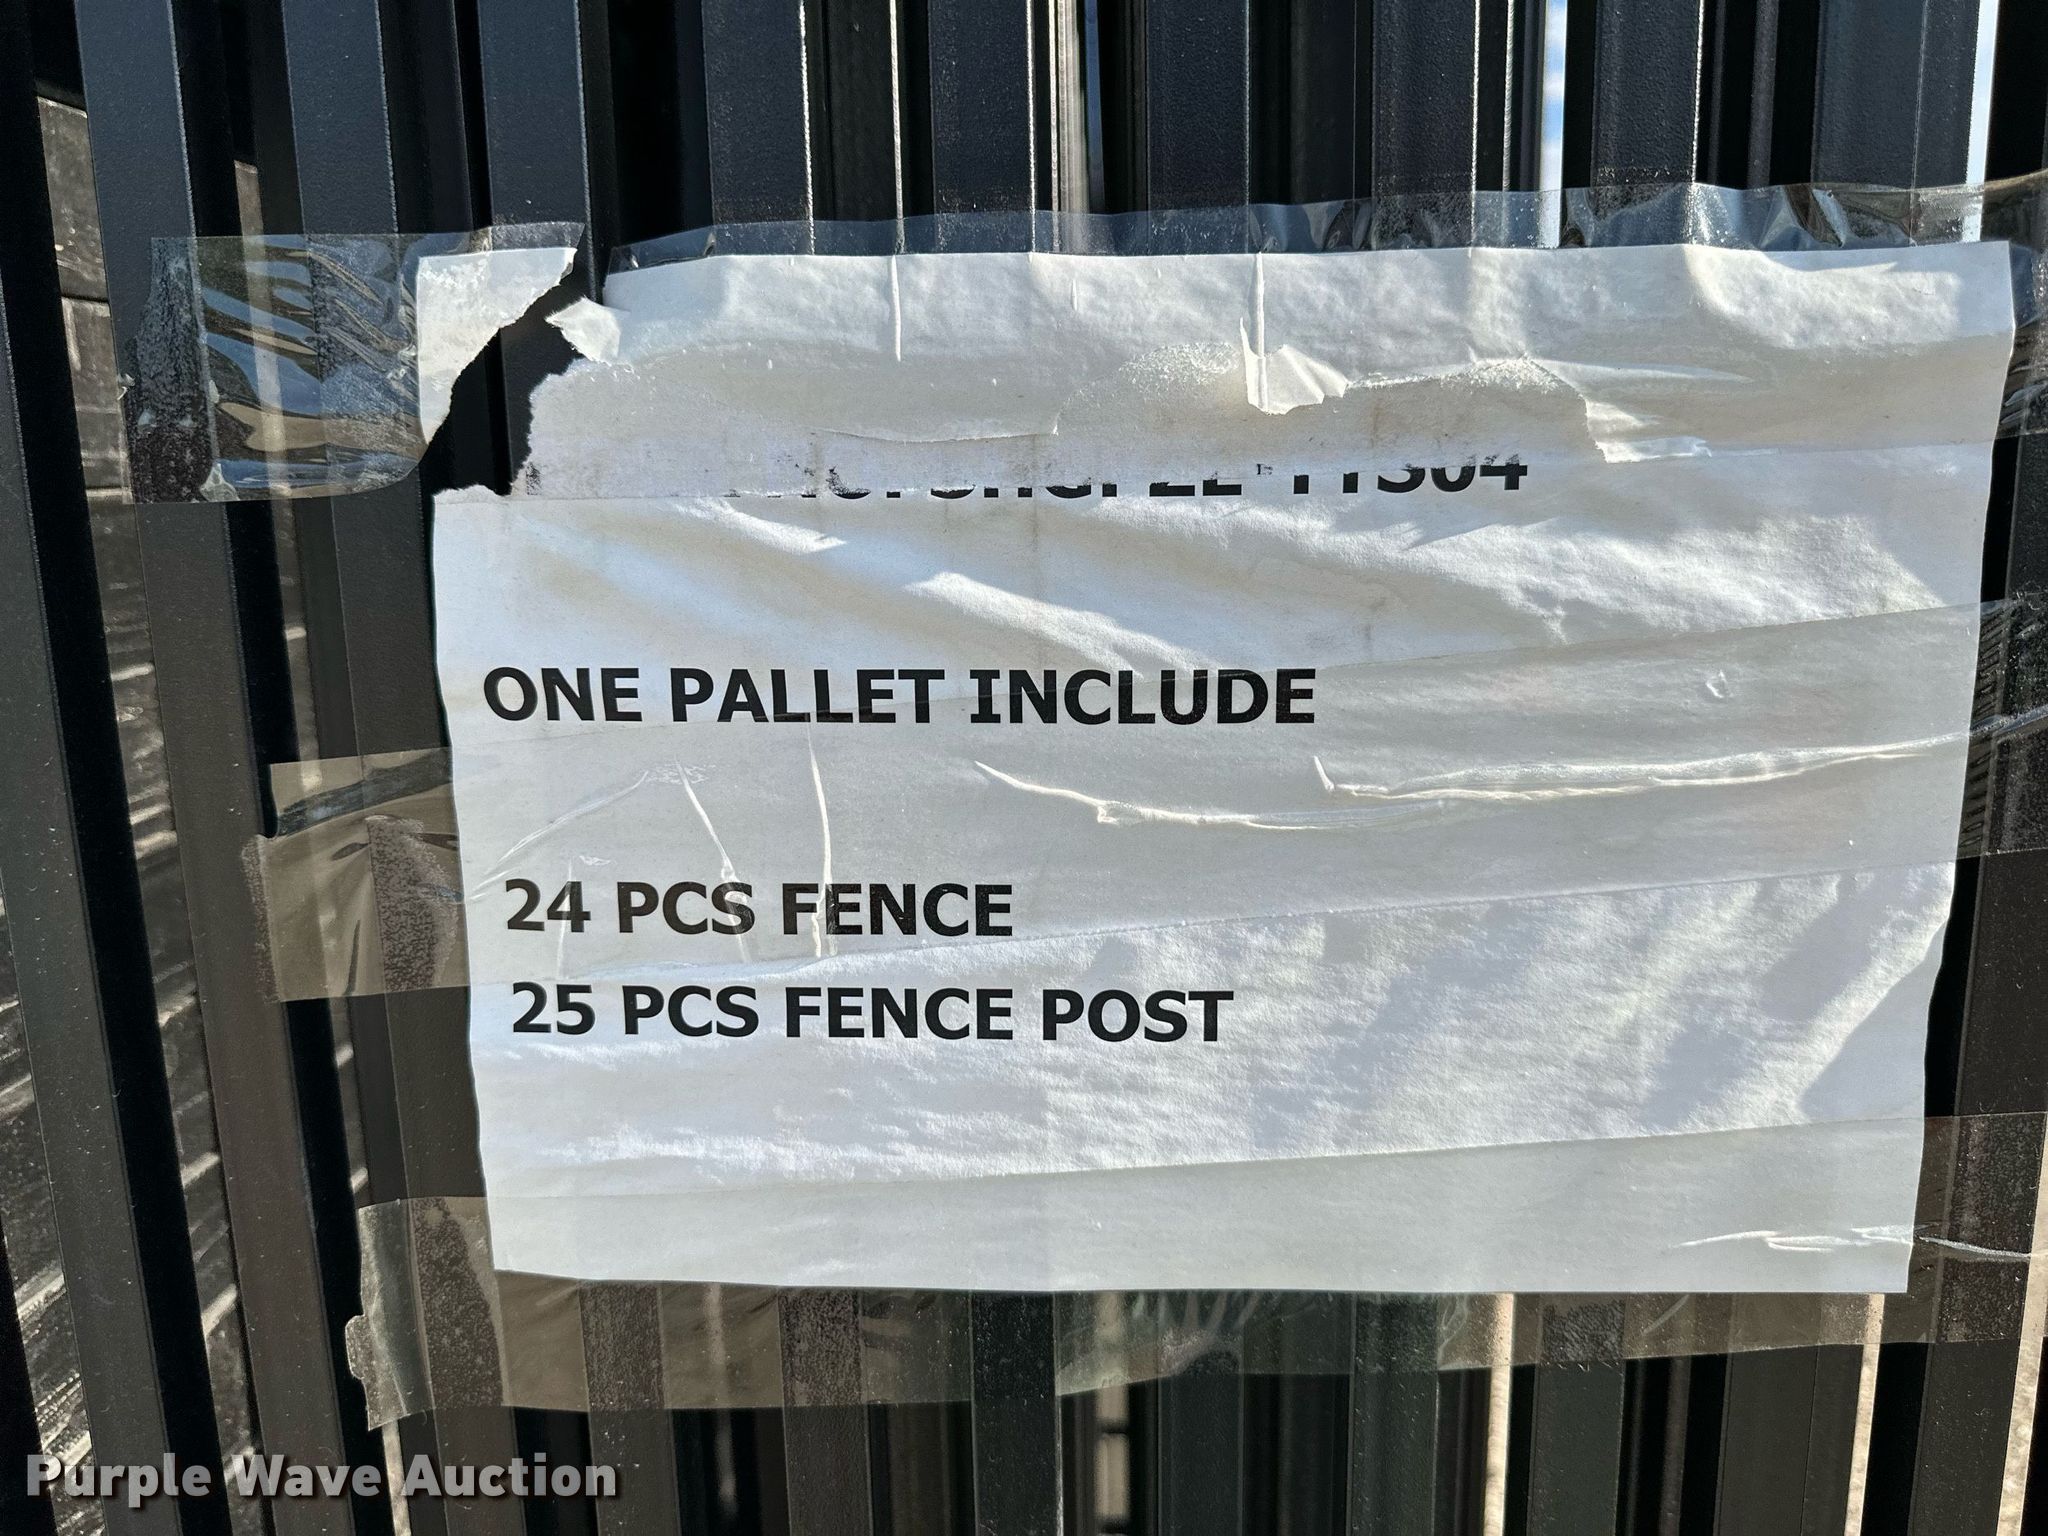 ONE PALLET INCLUDE
24 PCS FENCE
25 PCS FENCE POST
Purple Wave Auction